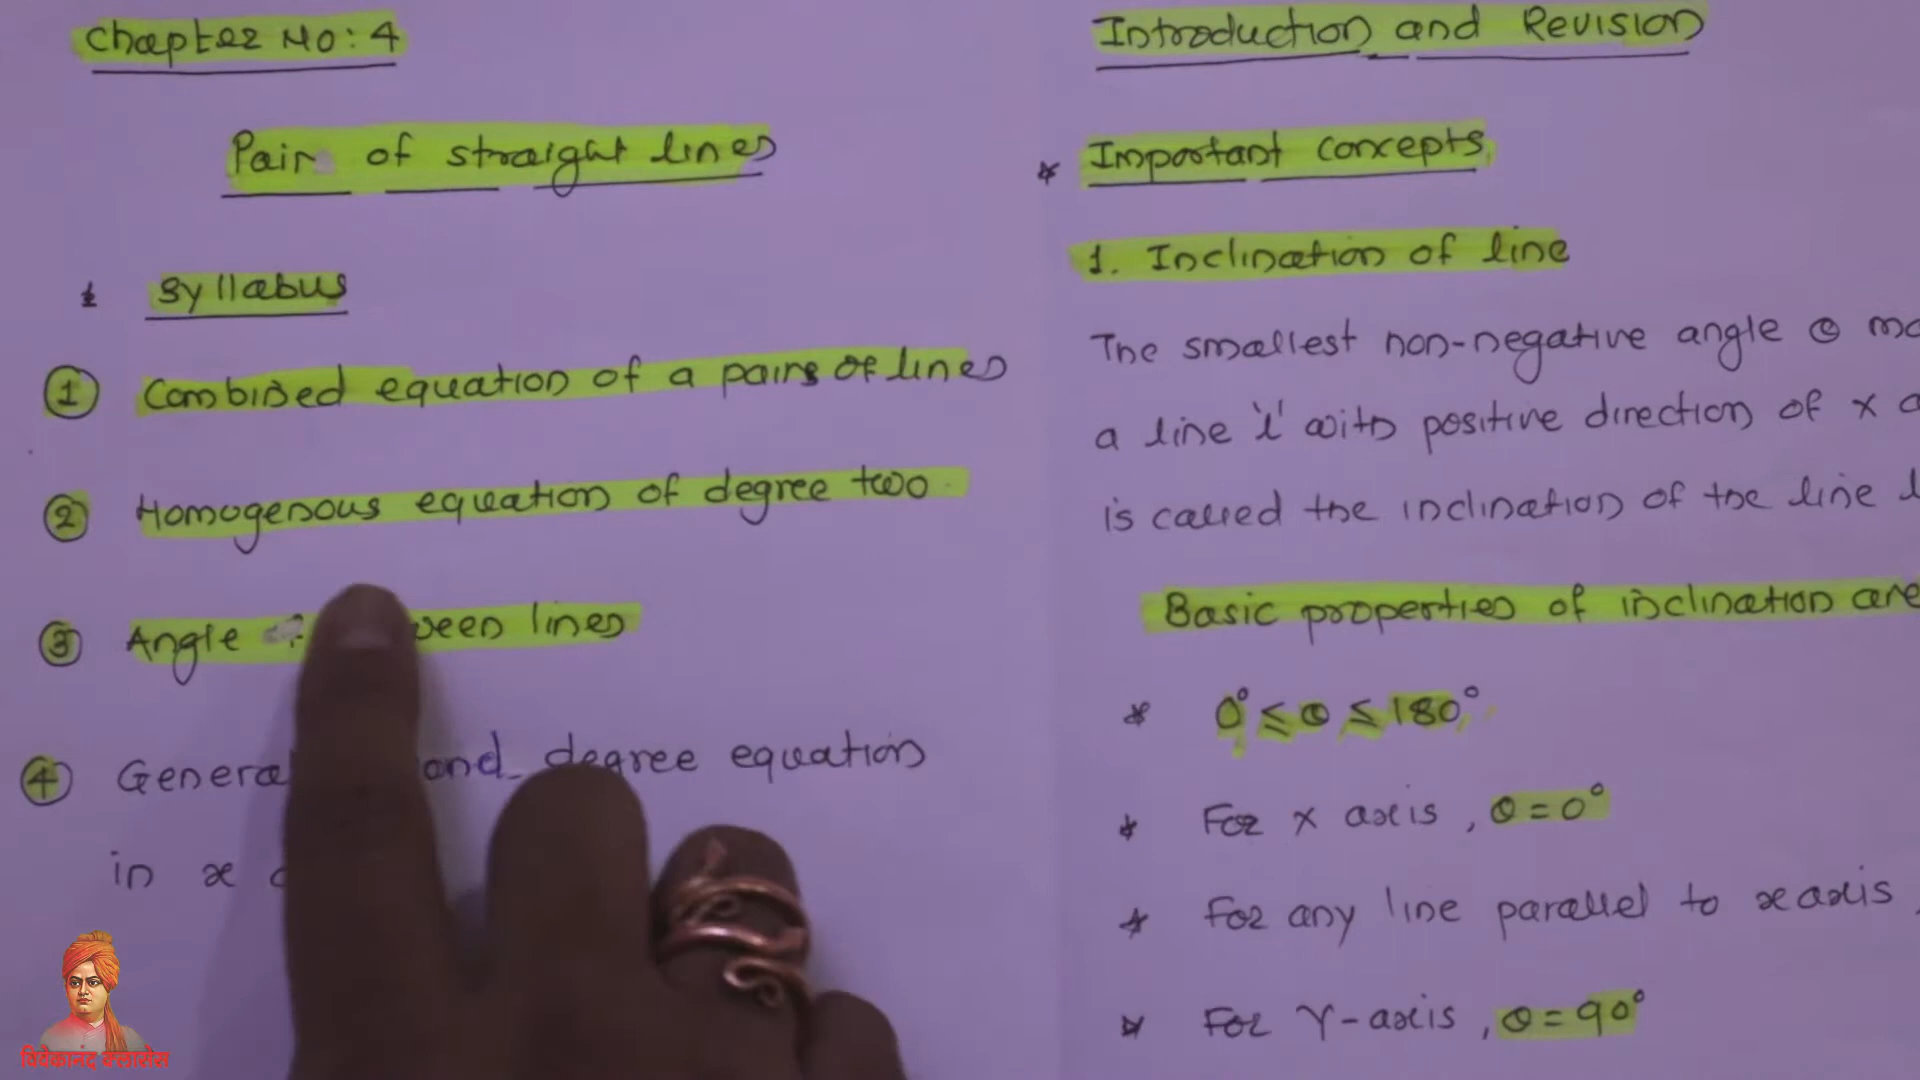 Chapter No: 4
Pair of straight lines
Syllabus
① Combined equation of a pairs of lines
② Homogenous equation of degree two
③ Angle lines
④ degree equation
in x
Introduction and Revision
* Important concepts
1. Inclination of line
The smallest non-negative angle θ
a line 'l' with positive direction of x
is called the inclination of the line l
Basic properties of inclination are
* 0° ≤ θ ≤ 180°
* For x axis, θ = 0°
* For any line parallel to x axis,
* For Y-axis, θ = 90°
विवेकानंद क्लासेस